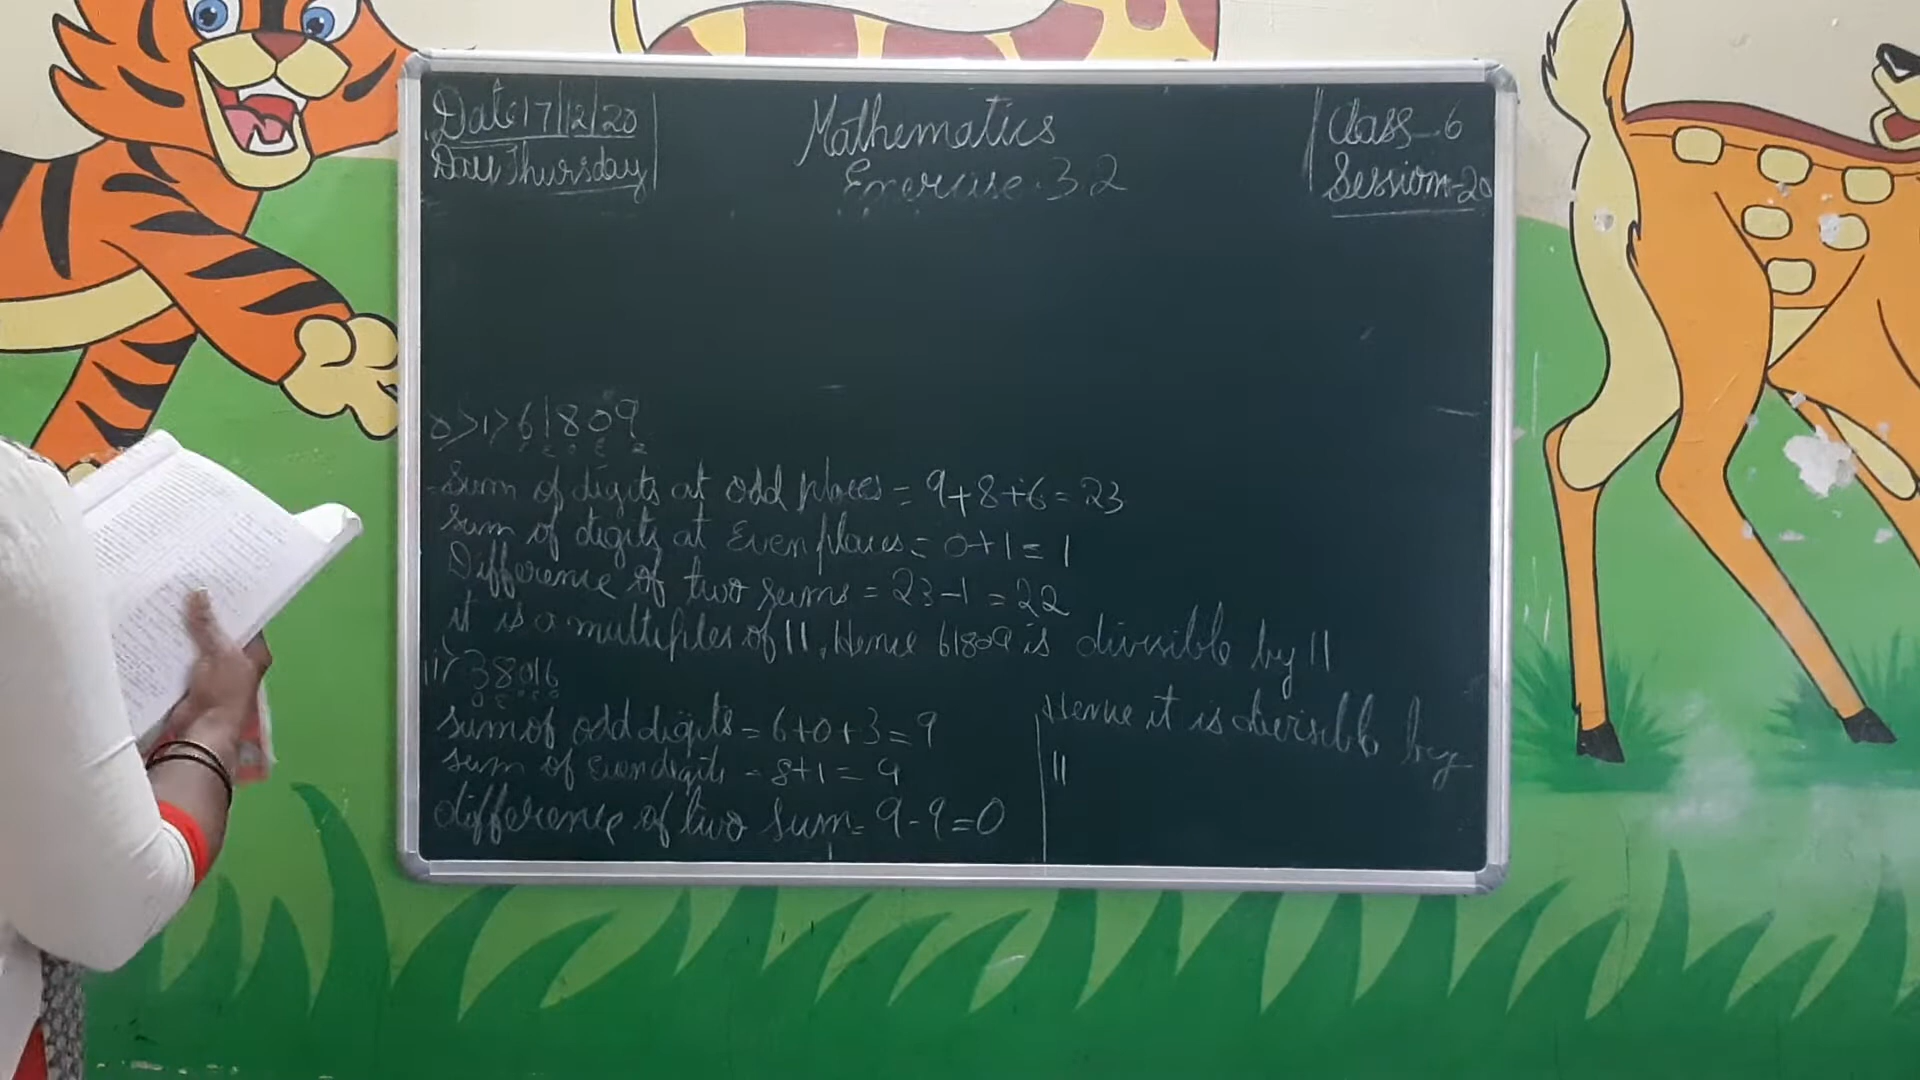 Date 17/12/20
Day Thursday
Mathematics
Exercise 3.2
Class-6
Session-20
8> i> 61809
Sum of digits at odd places = 9+8+6=23
Sum of digits at Even places = 0+1=1
Difference of two sums = 23-1=22
it is a multiples of 11, Hence 61809 is divisible by 11
ii> 38016
sum of odd digits = 6+0+3=9
sum of Even digits = 8+1=9
difference of two sum = 9-9=0
Hence it is divisible by
11